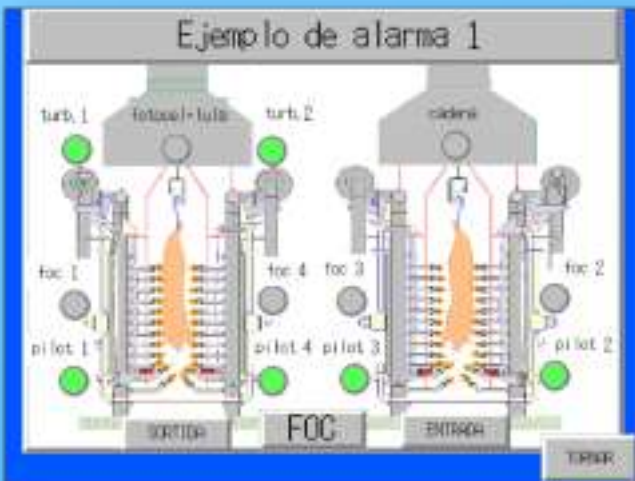 Ejemplo de alarma 1
turb. 1
turb. 2
cadena
foc 1
foc 4
foc 3
foc 2
pilot 1
pilot 4
pilot 3
pilot 2
SORTIDA
FOC
ENTRADA
TORNAR